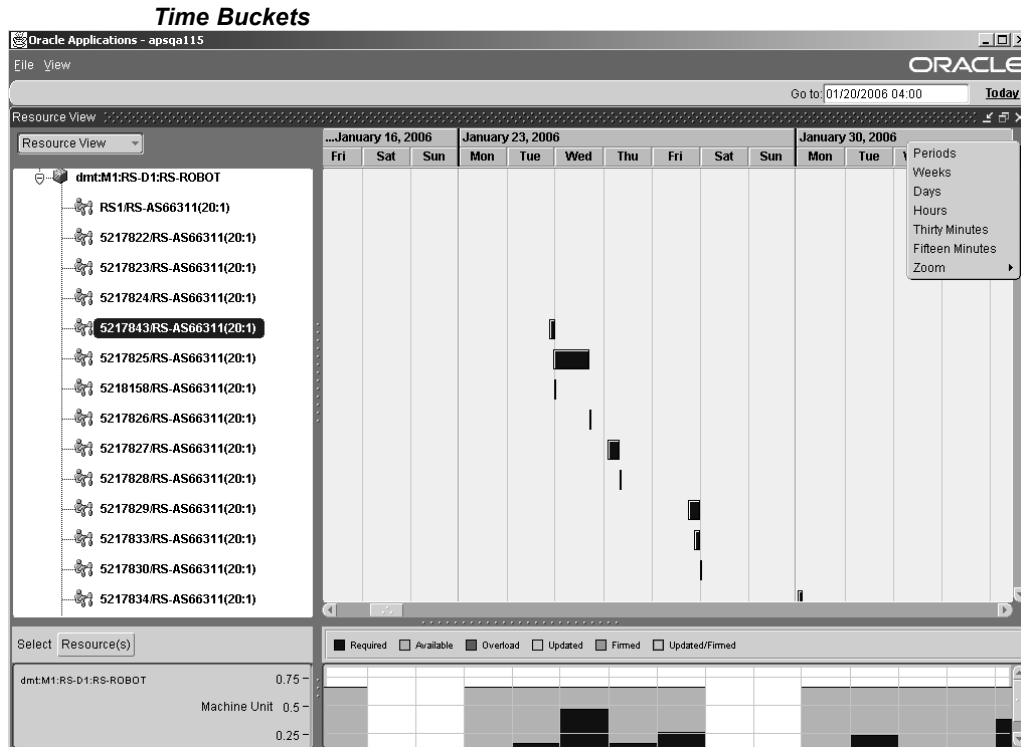 Time Buckets
Oracle Applications - apsqa115
File View
ORACLE
Go to: 01/20/2006 04:00 Today
Resource View
Resource View
...January 16, 2006 January 23, 2006 January 30, 2006
Fri Sat Sun Mon Tue Wed Thu Fri Sat Sun Mon Tue
Periods
Weeks
Days
Hours
Thirty Minutes
Fifteen Minutes
Zoom
dmt:M1:RS-D1:RS-ROBOT
RS1/RS-AS66311(20:1)
5217822/RS-AS66311(20:1)
5217823/RS-AS66311(20:1)
5217824/RS-AS66311(20:1)
5217843/RS-AS66311(20:1)
5217825/RS-AS66311(20:1)
5218158/RS-AS66311(20:1)
5217826/RS-AS66311(20:1)
5217827/RS-AS66311(20:1)
5217828/RS-AS66311(20:1)
5217829/RS-AS66311(20:1)
5217833/RS-AS66311(20:1)
5217830/RS-AS66311(20:1)
5217834/RS-AS66311(20:1)
Select Resource(s)
Required Available Overload Updated Firmed Updated/Firmed
dmt:M1:RS-D1:RS-ROBOT 0.75
Machine Unit 0.5
0.25